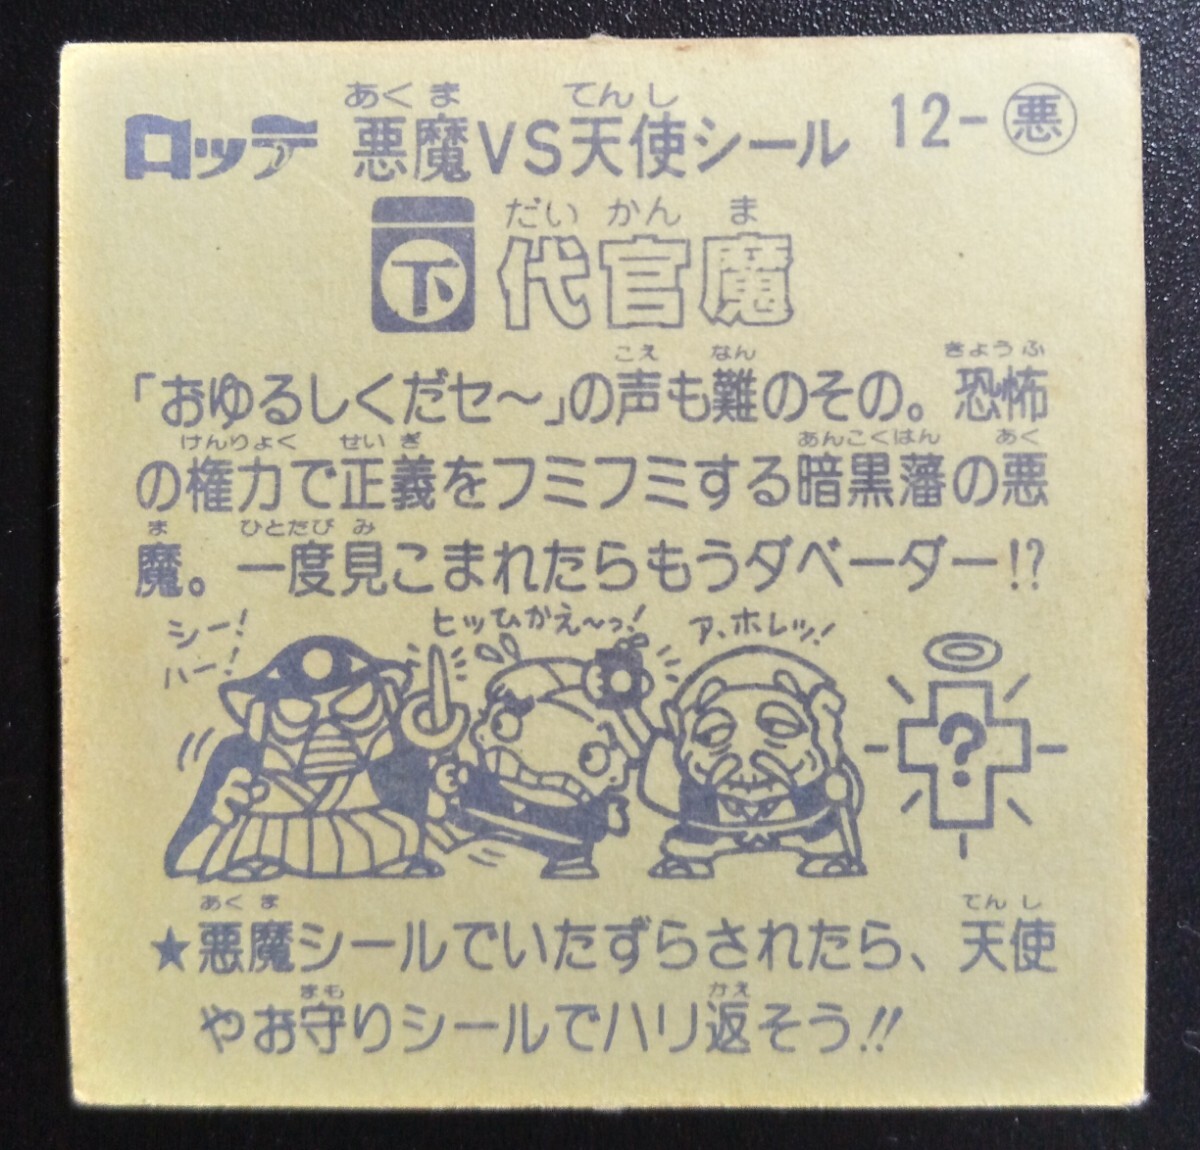 ロッテ 悪魔VS天使シール 12-悪
あくま てんし
下 代官魔
だいかんま
「おゆるしくだセ〜」の声も難のその。恐怖
こえ なん きょうふ
の権力で正義をフミフミする暗黒藩の悪
けんりょく せいぎ あんこくはん あく
魔。一度見こまれたらもうダベーダー!?
ま ひとたび み
シー!
ハー!
ヒッひかえ〜っ!
ア、ホレッ!
?
★悪魔シールでいたずらされたら、天使
あくま てんし
やお守りシールでハリ返そう!!
まも かえ